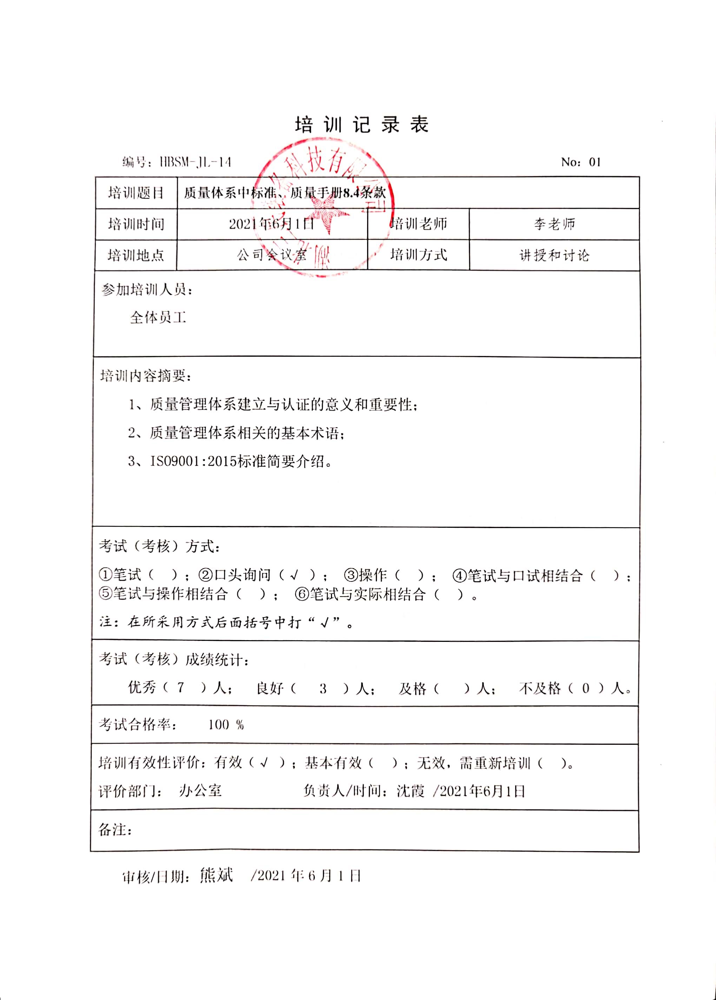 培训记录表
编号：HBSM-JL-14 No：01
科技有限公司
培训题目 质量体系中标准、质量手册8.4条款
培训时间 2021年6月1日 培训老师 李老师
培训地点 公司会议室 培训方式 讲授和讨论
参加培训人员：
全体员工
培训内容摘要：
1、质量管理体系建立与认证的意义和重要性；
2、质量管理体系相关的基本术语；
3、ISO9001:2015标准简要介绍。
考试（考核）方式：
①笔试（ ）；②口头询问（√ ）； ③操作（ ）； ④笔试与口试相结合（ ）；
⑤笔试与操作相结合（ ）； ⑥笔试与实际相结合（ ）。
注：在所采用方式后面括号中打“√”。
考试（考核）成绩统计：
优秀（ 7 ）人； 良好（ 3 ）人； 及格（ ）人； 不及格（ 0 ）人。
考试合格率： 100 %
培训有效性评价：有效（√ ）；基本有效（ ）；无效，需重新培训（ ）。
评价部门： 办公室 负责人/时间：沈霞 /2021年6月1日
备注：
审核/日期：熊斌 /2021 年 6 月 1 日